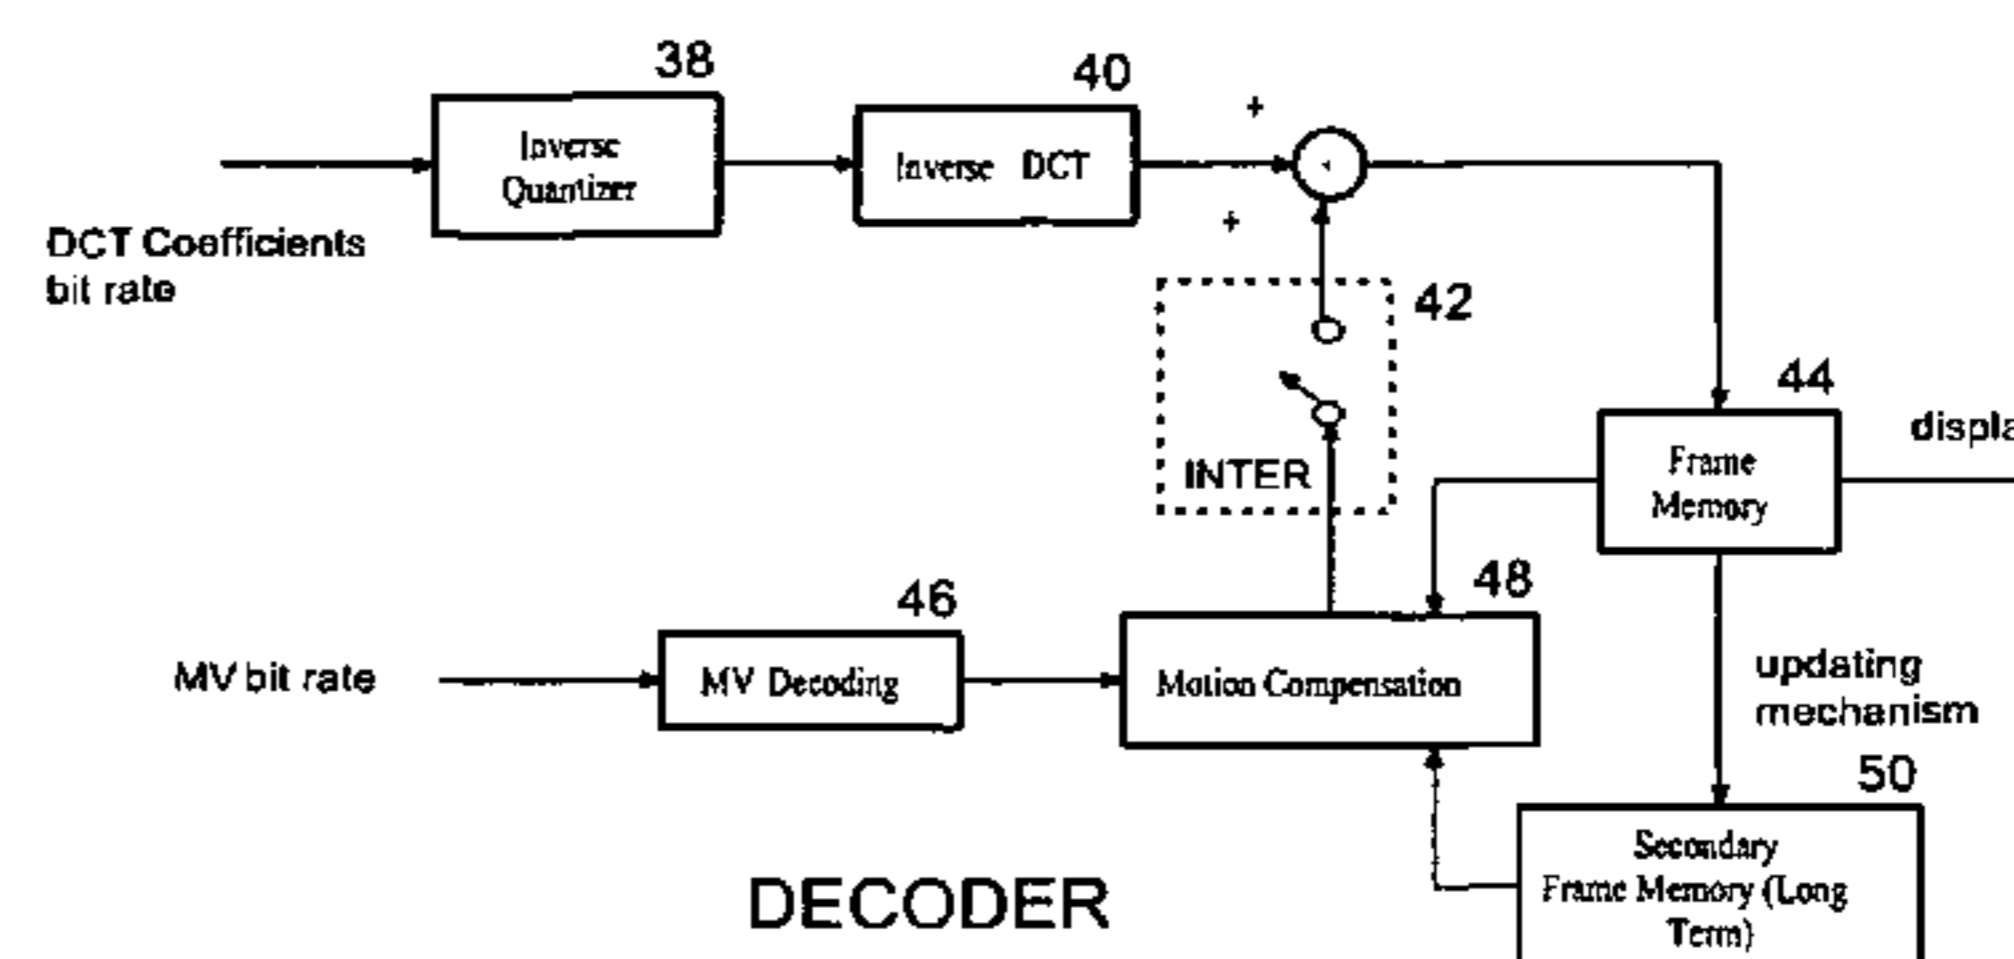 38
40
+
Inverse
Quantizer
Inverse DCT
+
DCT Coefficients
bit rate
42
INTER
44
Frame
Memory
displa
46
48
MV bit rate
MV Decoding
Motion Compensation
updating
mechanism
50
Secondary
Frame Memory (Long
Term)
DECODER